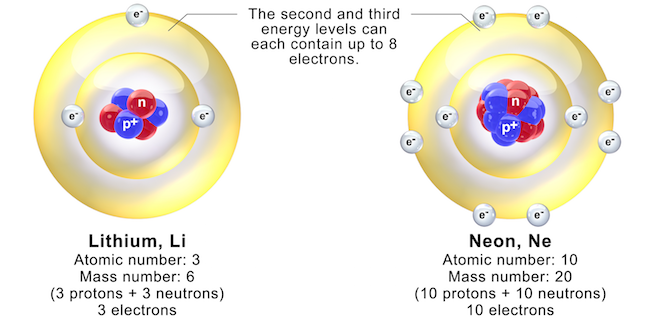 The second and third
energy levels can
each contain up to 8
electrons.
e-
e-
e-
n
p+
Lithium, Li
Atomic number: 3
Mass number: 6
(3 protons + 3 neutrons)
3 electrons
e-
e-
e-
e-
e-
e-
e-
e-
e-
e-
n
p+
Neon, Ne
Atomic number: 10
Mass number: 20
(10 protons + 10 neutrons)
10 electrons